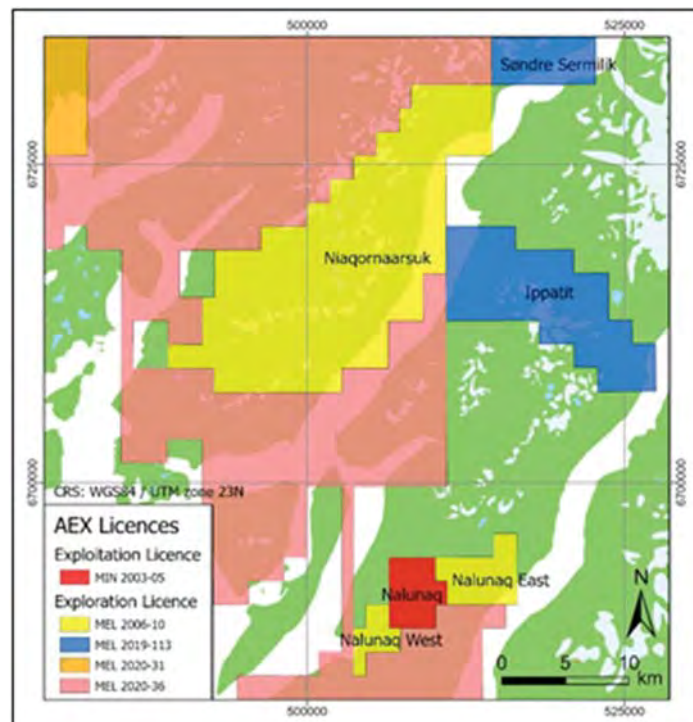 500000
525000
Søndre Sermilik
6725000
6725000
Niaqornaarsuk
Ippatit
6700000
6700000
CRS: WGS84 / UTM zone 23N
AEX Licences
Exploitation Licence
MIN 2003-05
Exploration Licence
MEL 2006-10
MEL 2019-113
MEL 2020-31
MEL 2020-36
Nalunaq
Nalunaq East
Nalunaq West
N
0 5 10
km
500000
525000